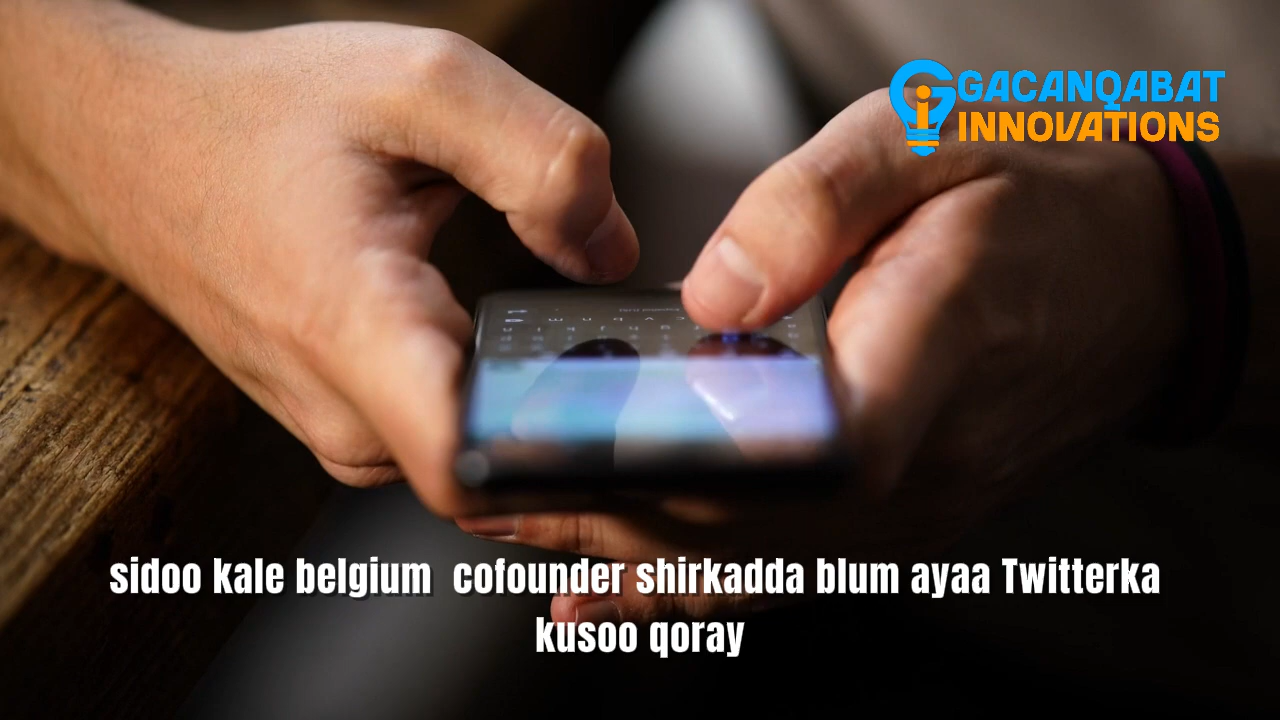 GACANQABAT
INNOVATIONS
sidoo kale belgium cofounder shirkadda blum ayaa Twitterka
kusoo qoray